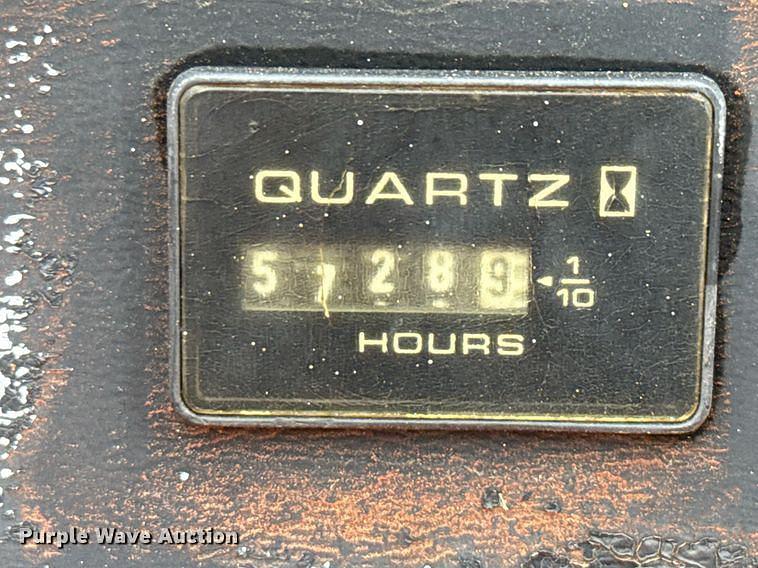 QUARTZ
5 1 2 8 9 1/10
HOURS
Purple Wave Auction